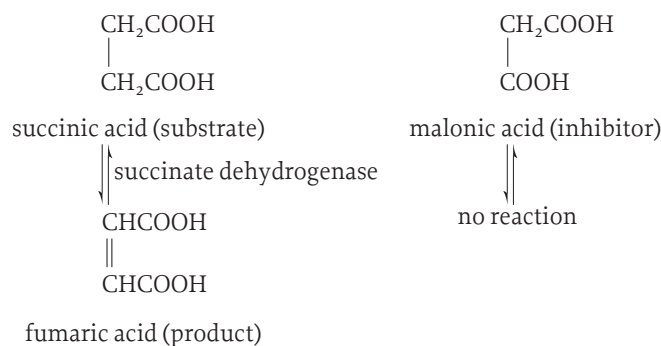 CH₂COOH
CH₂COOH
succinic acid (substrate)
succinate dehydrogenase
CHCOOH
CHCOOH
fumaric acid (product)
CH₂COOH
COOH
malonic acid (inhibitor)
no reaction